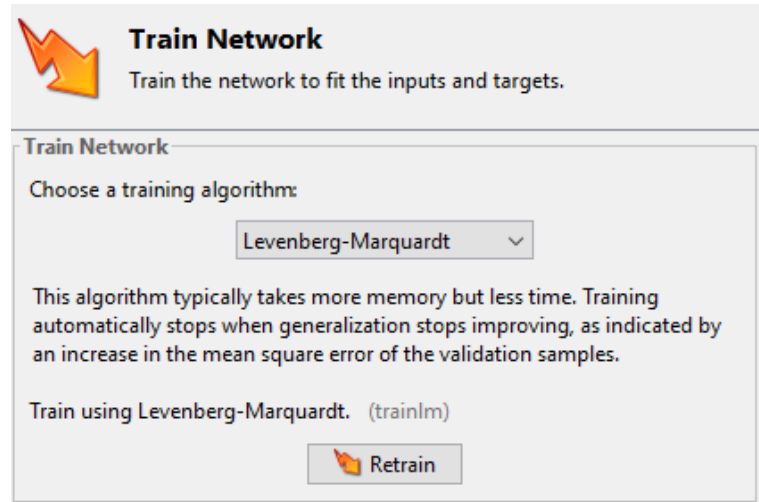 Train Network
Train the network to fit the inputs and targets.
Train Network
Choose a training algorithm:
Levenberg-Marquardt
This algorithm typically takes more memory but less time. Training
automatically stops when generalization stops improving, as indicated by
an increase in the mean square error of the validation samples.
Train using Levenberg-Marquardt. (trainlm)
Retrain